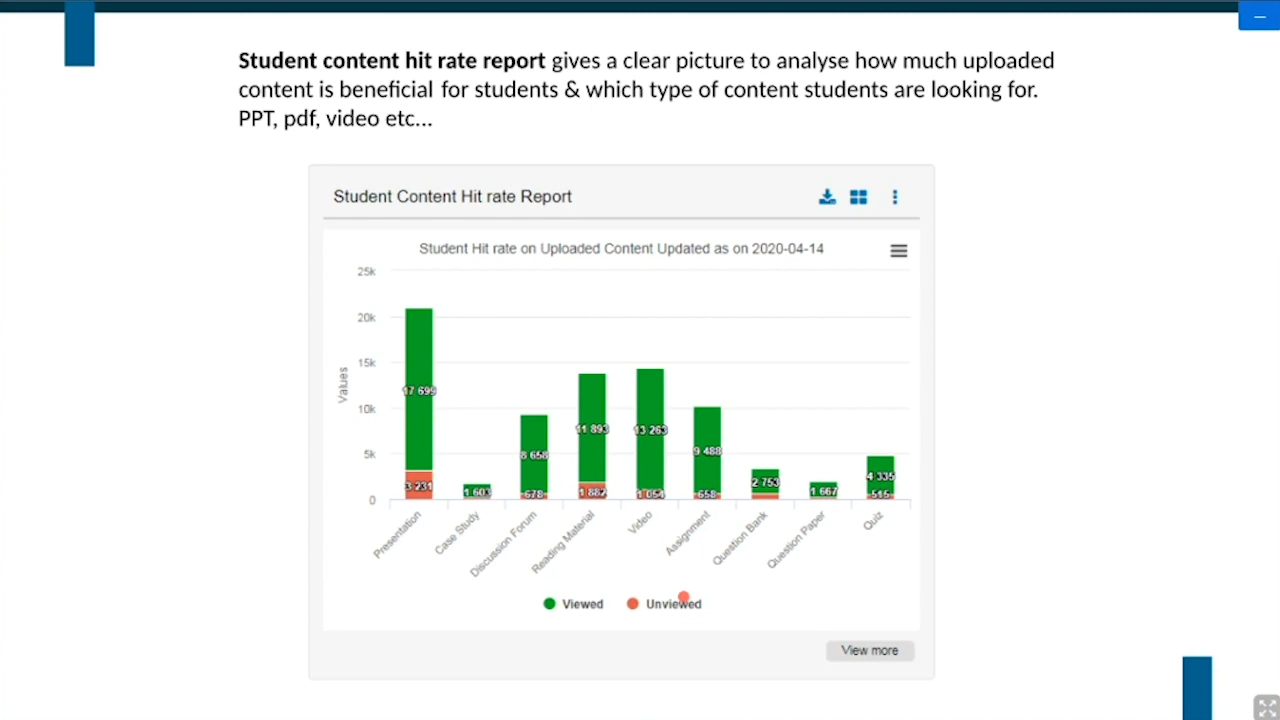 Student content hit rate report gives a clear picture to analyse how much uploaded
content is beneficial for students & which type of content students are looking for.
PPT, pdf, video etc...
Student Content Hit rate Report
Student Hit rate on Uploaded Content Updated as on 2020-04-14
25k
20k
15k
10k
5k
0
Values
17 699
3 231
1 603
8 658
678
11 893
1 882
13 263
1 054
9 488
658
2 753
1 667
4 335
515
Presentation
Case Study
Discussion Forum
Reading Material
Video
Assignment
Question Bank
Question Paper
Quiz
Viewed
Unviewed
View more